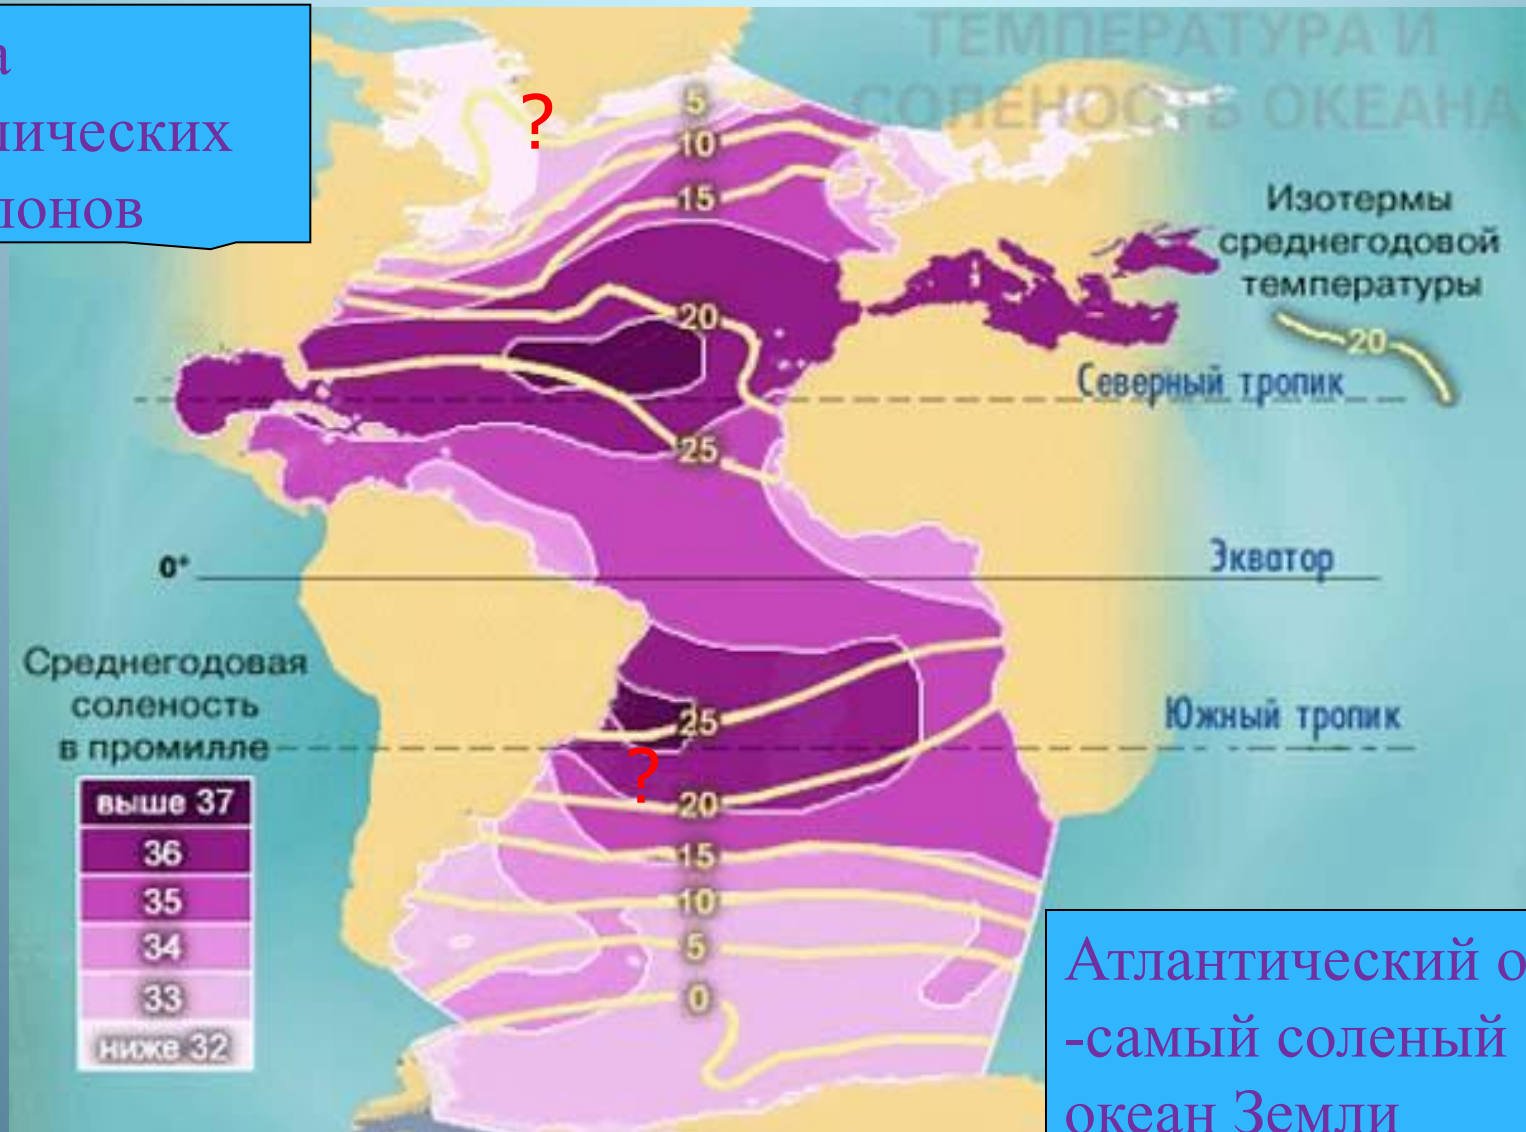 ТЕМПЕРАТУРА И
СОЛЕНОСТЬ ОКЕАНА
?
5
10
15
Изотермы
среднегодовой
температуры
20
20
Северный тропик
25
0°
Экватор
Среднегодовая
соленость
в промилле
25
Южный тропик
?
выше 37
36
35
34
33
ниже 32
20
15
10
5
0
Атлантический
-самый соленый
океан Земли